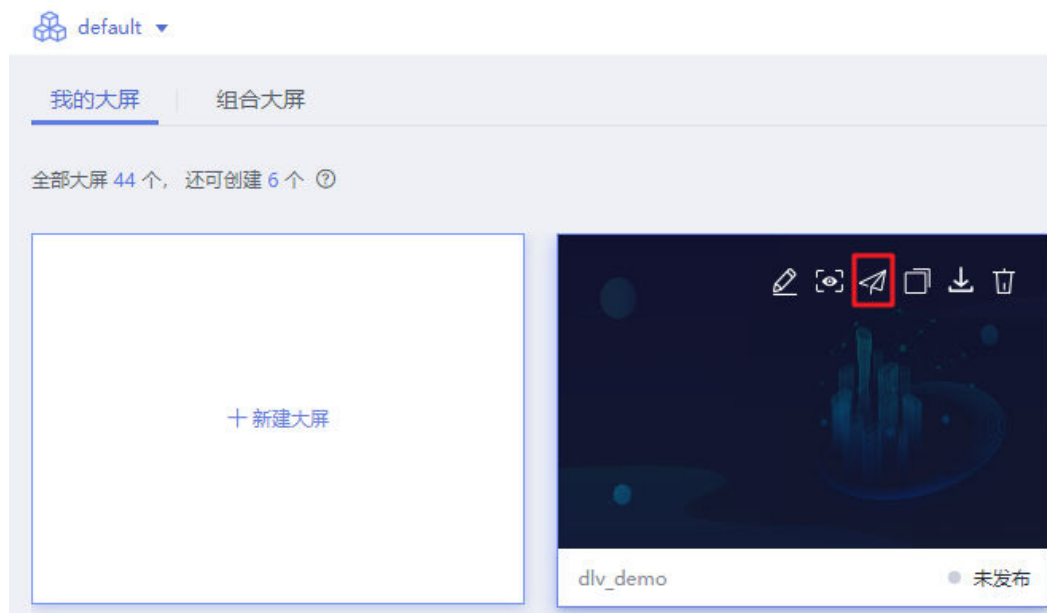 default
我的大屏 组合大屏
全部大屏 44 个, 还可创建 6 个 ?
新建大屏
dlv_demo 未发布